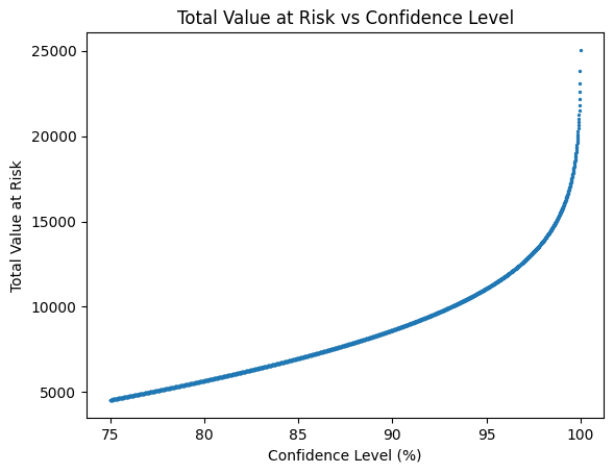 Total Value at Risk vs Confidence Level
25000
20000
15000
10000
5000
Total Value at Risk
75 80 85 90 95 100
Confidence Level (%)